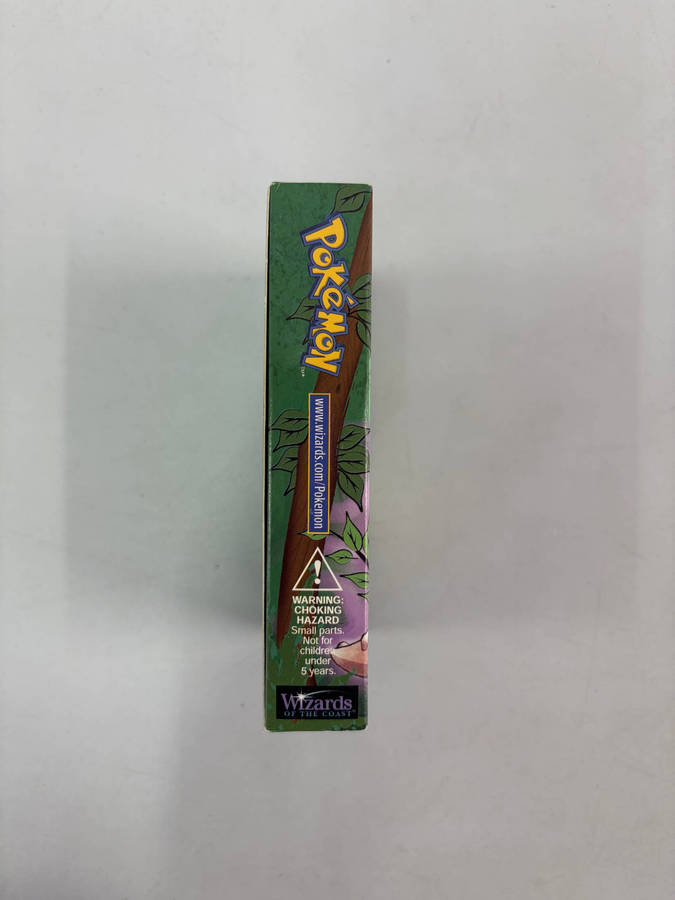 POKéMON
www.wizards.com/Pokemon
!
WARNING:
CHOKING
HAZARD
Small parts.
Not for
children
under
5 years.
Wizards
OF THE COAST